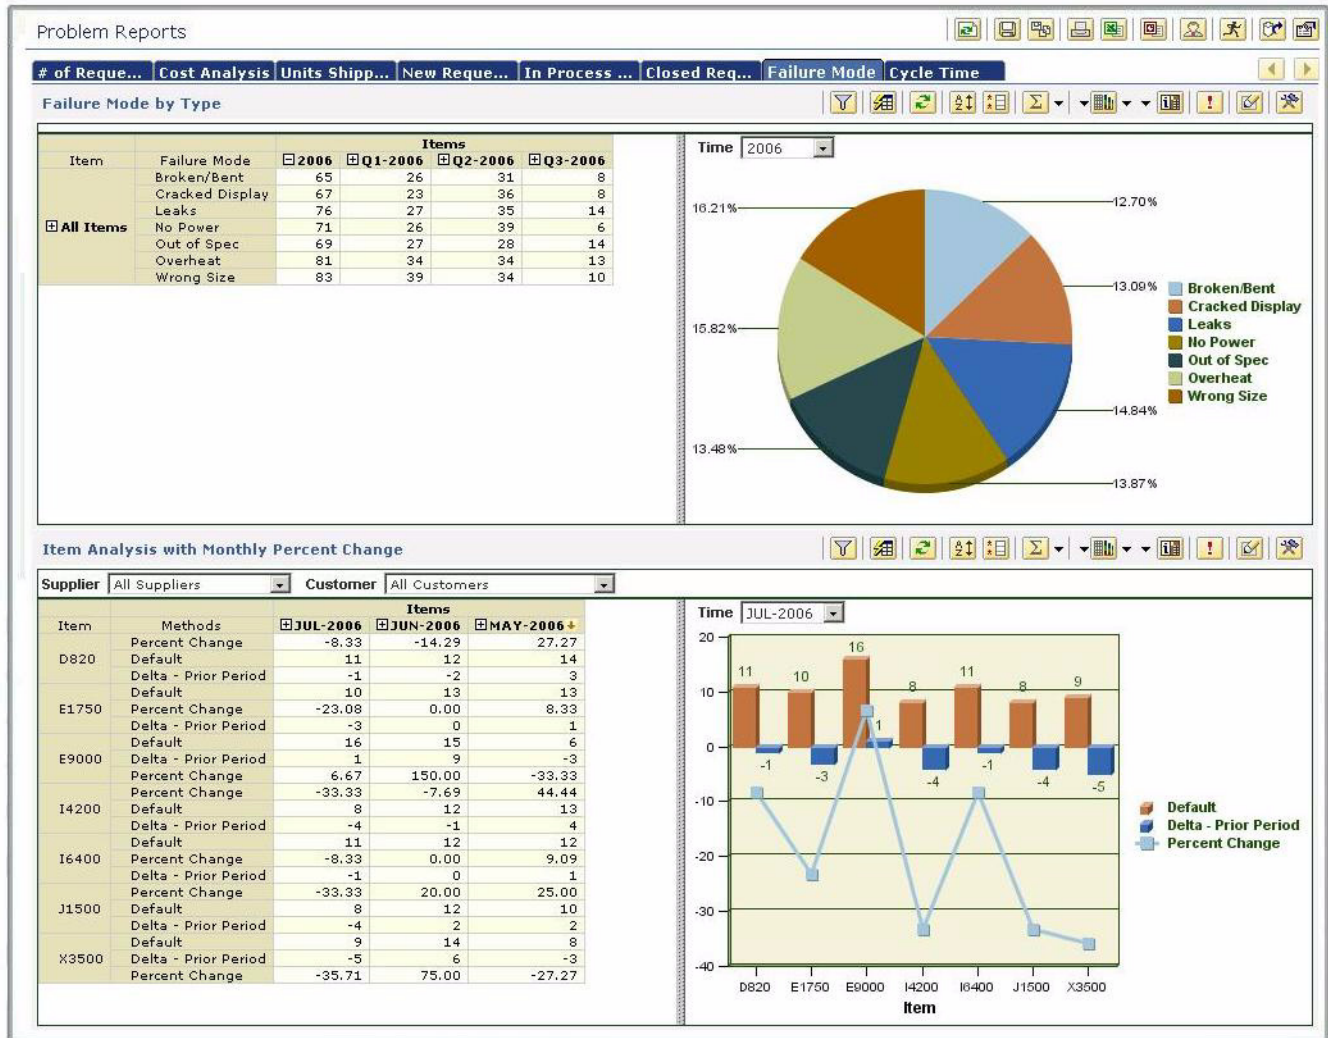 Problem Reports
# of Reque... Cost Analysis Units Shipp... New Reque... In Process ... Closed Req... Failure Mode Cycle Time
Failure Mode by Type
Items
Item Failure Mode 2006 Q1-2006 Q2-2006 Q3-2006
Broken/Bent 65 26 31 8
Cracked Display 67 23 36 8
Leaks 76 27 35 14
All Items No Power 71 26 39 6
Out of Spec 69 27 28 14
Overheat 81 34 34 13
Wrong Size 83 39 34 10
Time 2006
16.21% 12.70%
13.09%
15.82%
14.84%
13.48%
13.87%
Broken/Bent
Cracked Display
Leaks
No Power
Out of Spec
Overheat
Wrong Size
Item Analysis with Monthly Percent Change
Supplier All Suppliers Customer All Customers
Items
Item Methods JUL-2006 JUN-2006 MAY-2006
Percent Change -8.33 -14.29 27.27
D820 Default 11 12 14
Delta - Prior Period -1 -2 3
Default 10 13 13
E1750 Percent Change -23.08 0.00 8.33
Delta - Prior Period -3 0 1
Default 16 15 6
E9000 Delta - Prior Period 1 9 -3
Percent Change 6.67 150.00 -33.33
Percent Change -33.33 -7.69 44.44
I4200 Default 8 12 13
Delta - Prior Period -4 -1 4
Default 11 12 12
I6400 Percent Change -8.33 0.00 9.09
Delta - Prior Period -1 0 1
Percent Change -33.33 20.00 25.00
J1500 Default 8 12 10
Delta - Prior Period -4 2 2
Default 9 14 8
X3500 Delta - Prior Period -5 6 -3
Percent Change -35.71 75.00 -27.27
Time JUL-2006
20
10
0
-10
-20
-30
-40
11 10 16 8 11 8 9
-1 -3 1 -4 -1 -4 -5
D820 E1750 E9000 I4200 I6400 J1500 X3500
Item
Default
Delta - Prior Period
Percent Change